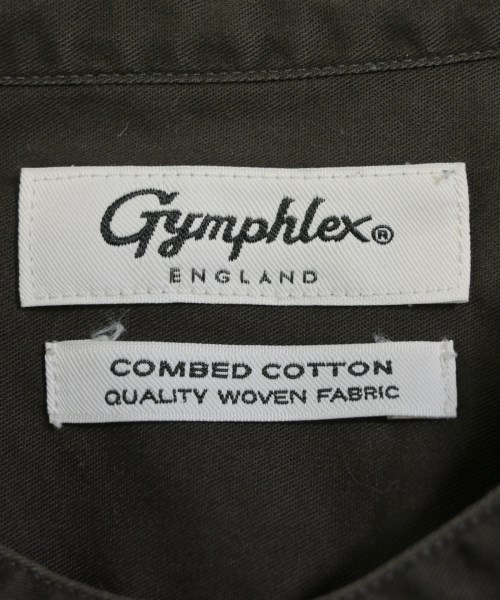 Gymphlex®
ENGLAND
COMBED COTTON
QUALITY WOVEN FABRIC